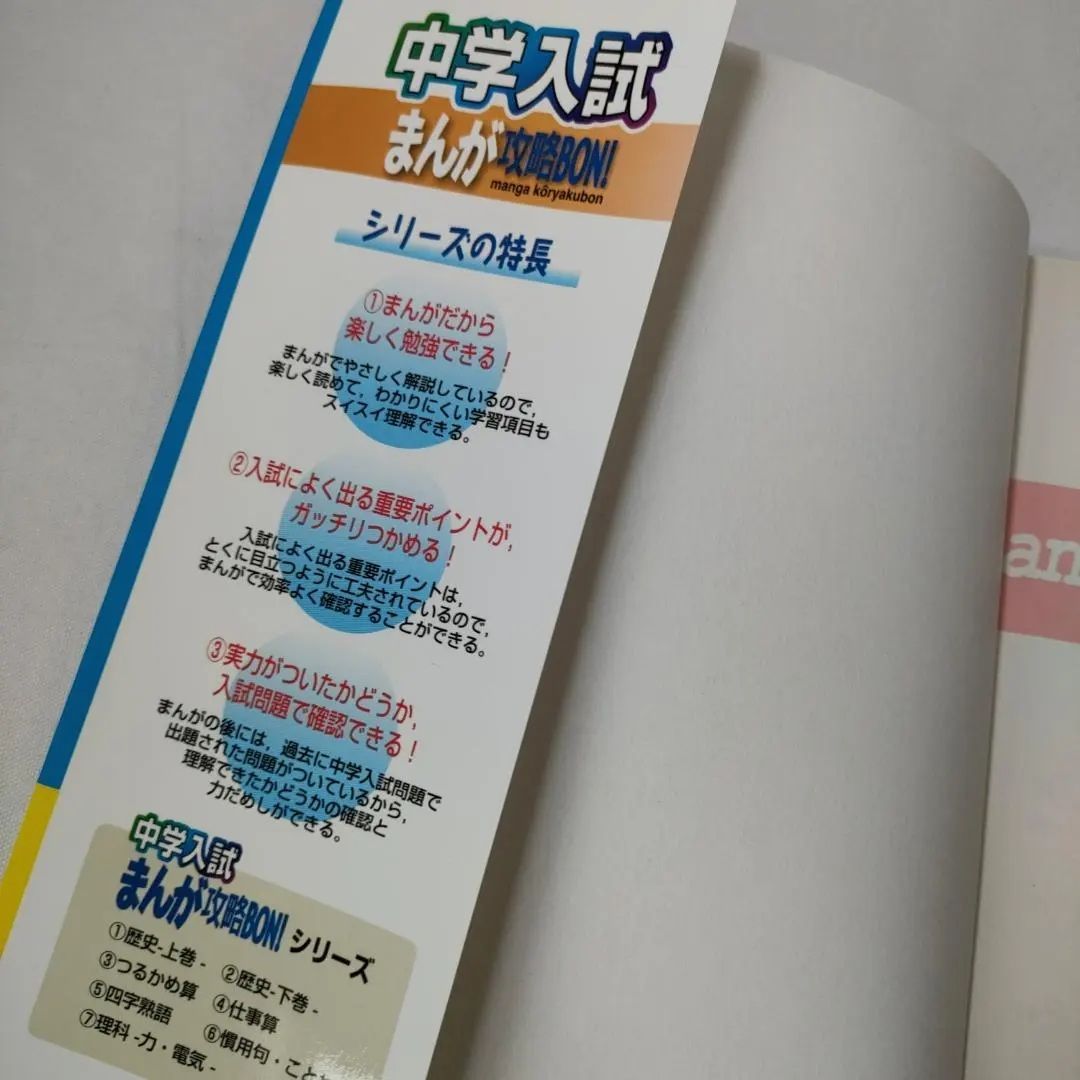 中学入試
まんが攻略BON!
manga kôryakubon
シリーズの特長
①まんがだから
楽しく勉強できる！
まんがでやさしく解説しているので，
楽しく読めて，わかりにくい学習項目も
スイスイ理解できる。
②入試によく出る重要ポイントが，
ガッチリつかめる！
入試によく出る重要ポイントは，
とくに目立つように工夫されているので，
まんがで効率よく確認することができる。
③実力がついたかどうか，
入試問題で確認できる！
まんがの後には，過去に中学入試問題で
出題された問題がついているから，
理解できたかどうかの確認と
力だめしができる。
中学入試
まんが攻略BON! シリーズ
①歴史-上巻- ②歴史-下巻-
③つるかめ算 ④仕事算
⑤四字熟語 ⑥慣用句・こと
⑦理科-力・電気-
an